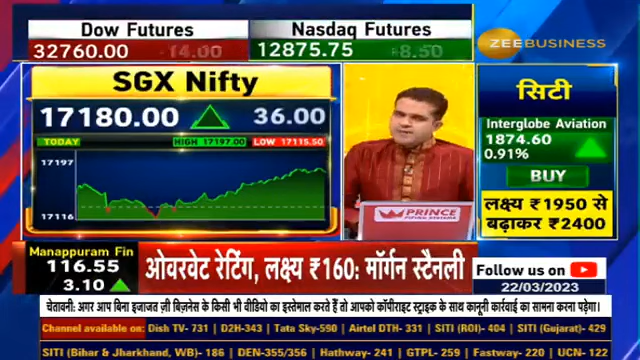 Dow Futures
32760.00 14.00
Nasdaq Futures
12875.75 8.50
ZEE BUSINESS
SGX Nifty
17180.00 36.00
TODAY HIGH 17197.00 LOW 17115.50
17197
17116
PRINCE
सिटी
Interglobe Aviation
1874.60
0.91%
BUY
लक्ष्य ₹1950 से
बढ़ाकर ₹2400
Manappuram Fin
116.55
3.10
ओवरवेट रेटिंग, लक्ष्य ₹160: मॉर्गन स्टैनली
Follow us on
22/03/2023
चेतावनी: अगर आप बिना इजाजत ज़ी बिज़नेस के किसी भी वीडियो का इस्तेमाल करते हैं तो आपको कॉपीराइट स्ट्राइक के साथ कानूनी कार्रवाई का सामना करना पड़ेगा।
Channel available on: Dish TV- 731 | D2H-343 | Tata Sky-590 | Airtel DTH- 331 | SITI (ROI)- 404 | SITI (Gujarat)- 429
SITI (Bihar & Jharkhand, WB)- 186 | DEN-355/356 | Hathway- 241 | GTPL- 259 | Fastway- 220 | UCN- 122